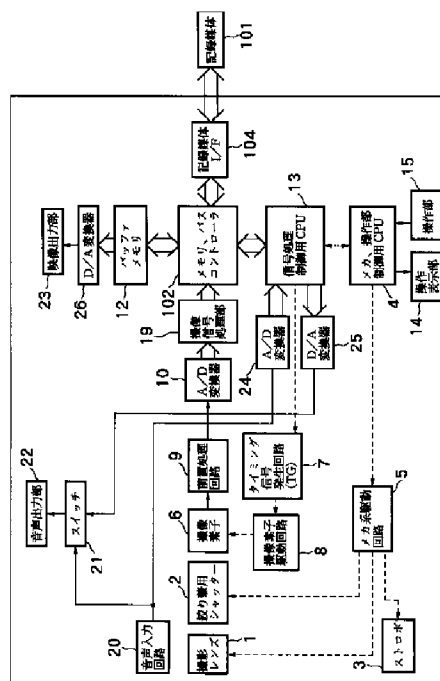 101
記録媒体
記録媒体
I/F
104
23
映像出力部
26
D/A変換器
12
バッファ
メモリ
102
メモリ、バス
コントローラ
13
信号処理
制御用CPU
メカ、操作部
制御用CPU
4
15
操作部
14
操作
表示部
19
撮像
信号
処理部
10
A/D
変換器
24
A/D
変換器
D/A
変換器
25
9
前置処理
回路
6
撮像
素子
タイミング
信号
発生回路
(TG)
7
撮像素子
駆動回路
8
22
音声出力部
スイッチ
21
20
音声入力
回路
2
絞り兼用
シャッター
1
撮影
レンズ
メカ系駆動
回路
5
3
ストロボ